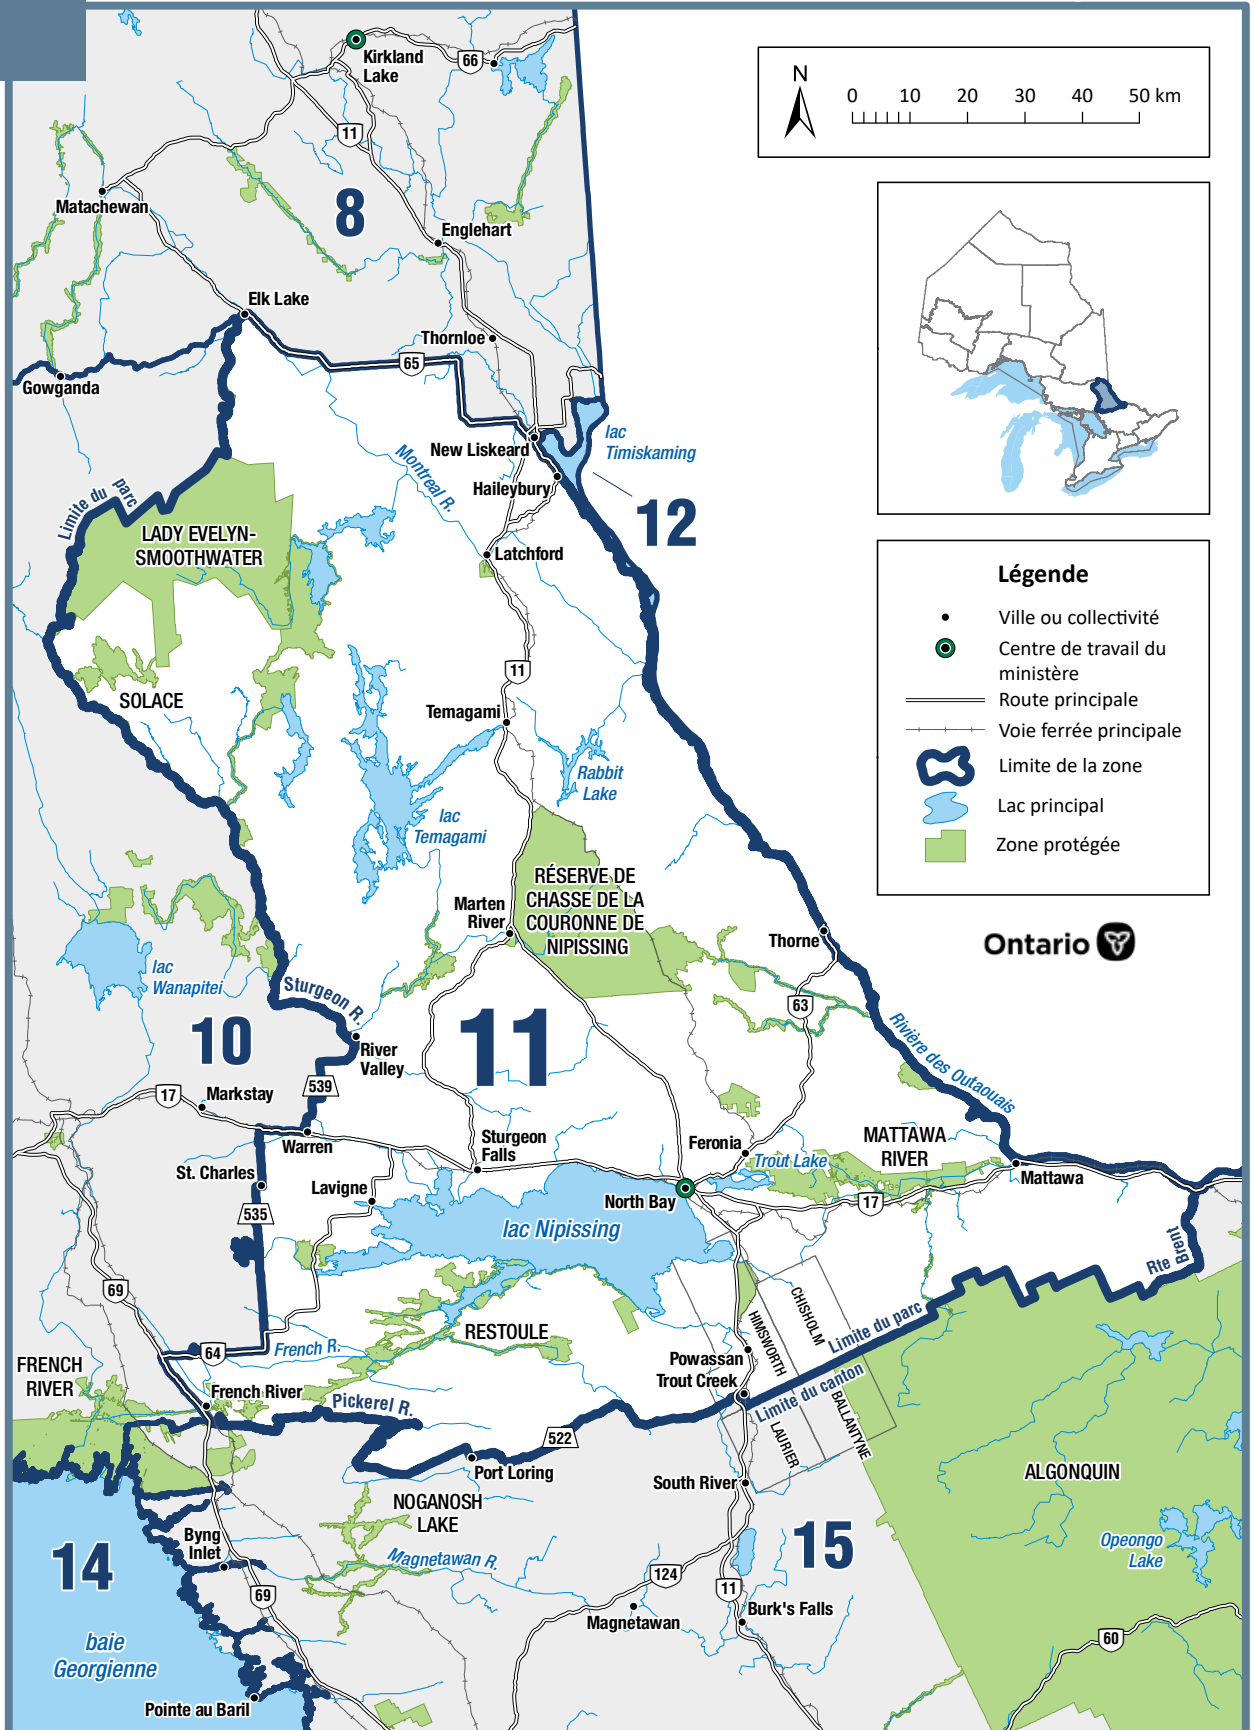 Kirkland
Lake
66
11
N
0 10 20 30 40 50 km
Matachewan
8
Englehart
Elk Lake
Thornloe
65
Gowganda
New Liskeard
lac
Timiskaming
Montreal R.
Haileybury
12
Limite du parc
LADY EVELYN-
SMOOTHWATER
Latchford
Légende
Ville ou collectivité
Centre de travail du
ministère
Route principale
Voie ferrée principale
Limite de la zone
Lac principal
Zone protégée
SOLACE
11
Temagami
Rabbit
Lake
lac
Temagami
RÉSERVE DE
CHASSE DE LA
COURONNE DE
NIPISSING
Marten
River
Thorne
Ontario
lac
Wanapitei
Sturgeon R.
63
10
11
River
Valley
Rivière des Outaouais
539
17
Markstay
Warren
Sturgeon
Falls
Feronia
MATTAWA
RIVER
Trout Lake
St. Charles
Lavigne
North Bay
Mattawa
17
535
lac Nipissing
Rte Brent
69
CHISHOLM
HIMSWORTH
Limite du parc
RESTOULE
64
French R.
FRENCH
RIVER
Powassan
Trout Creek
Limite du canton
French River
Pickerel R.
BALLANTYNE
LAURIER
522
Port Loring
South River
ALGONQUIN
NOGANOSH
LAKE
14
Byng
Inlet
15
Opeongo
Lake
Magnetawan R.
124
69
11
Magnetawan
Burk's Falls
60
baie
Georgienne
Pointe au Baril